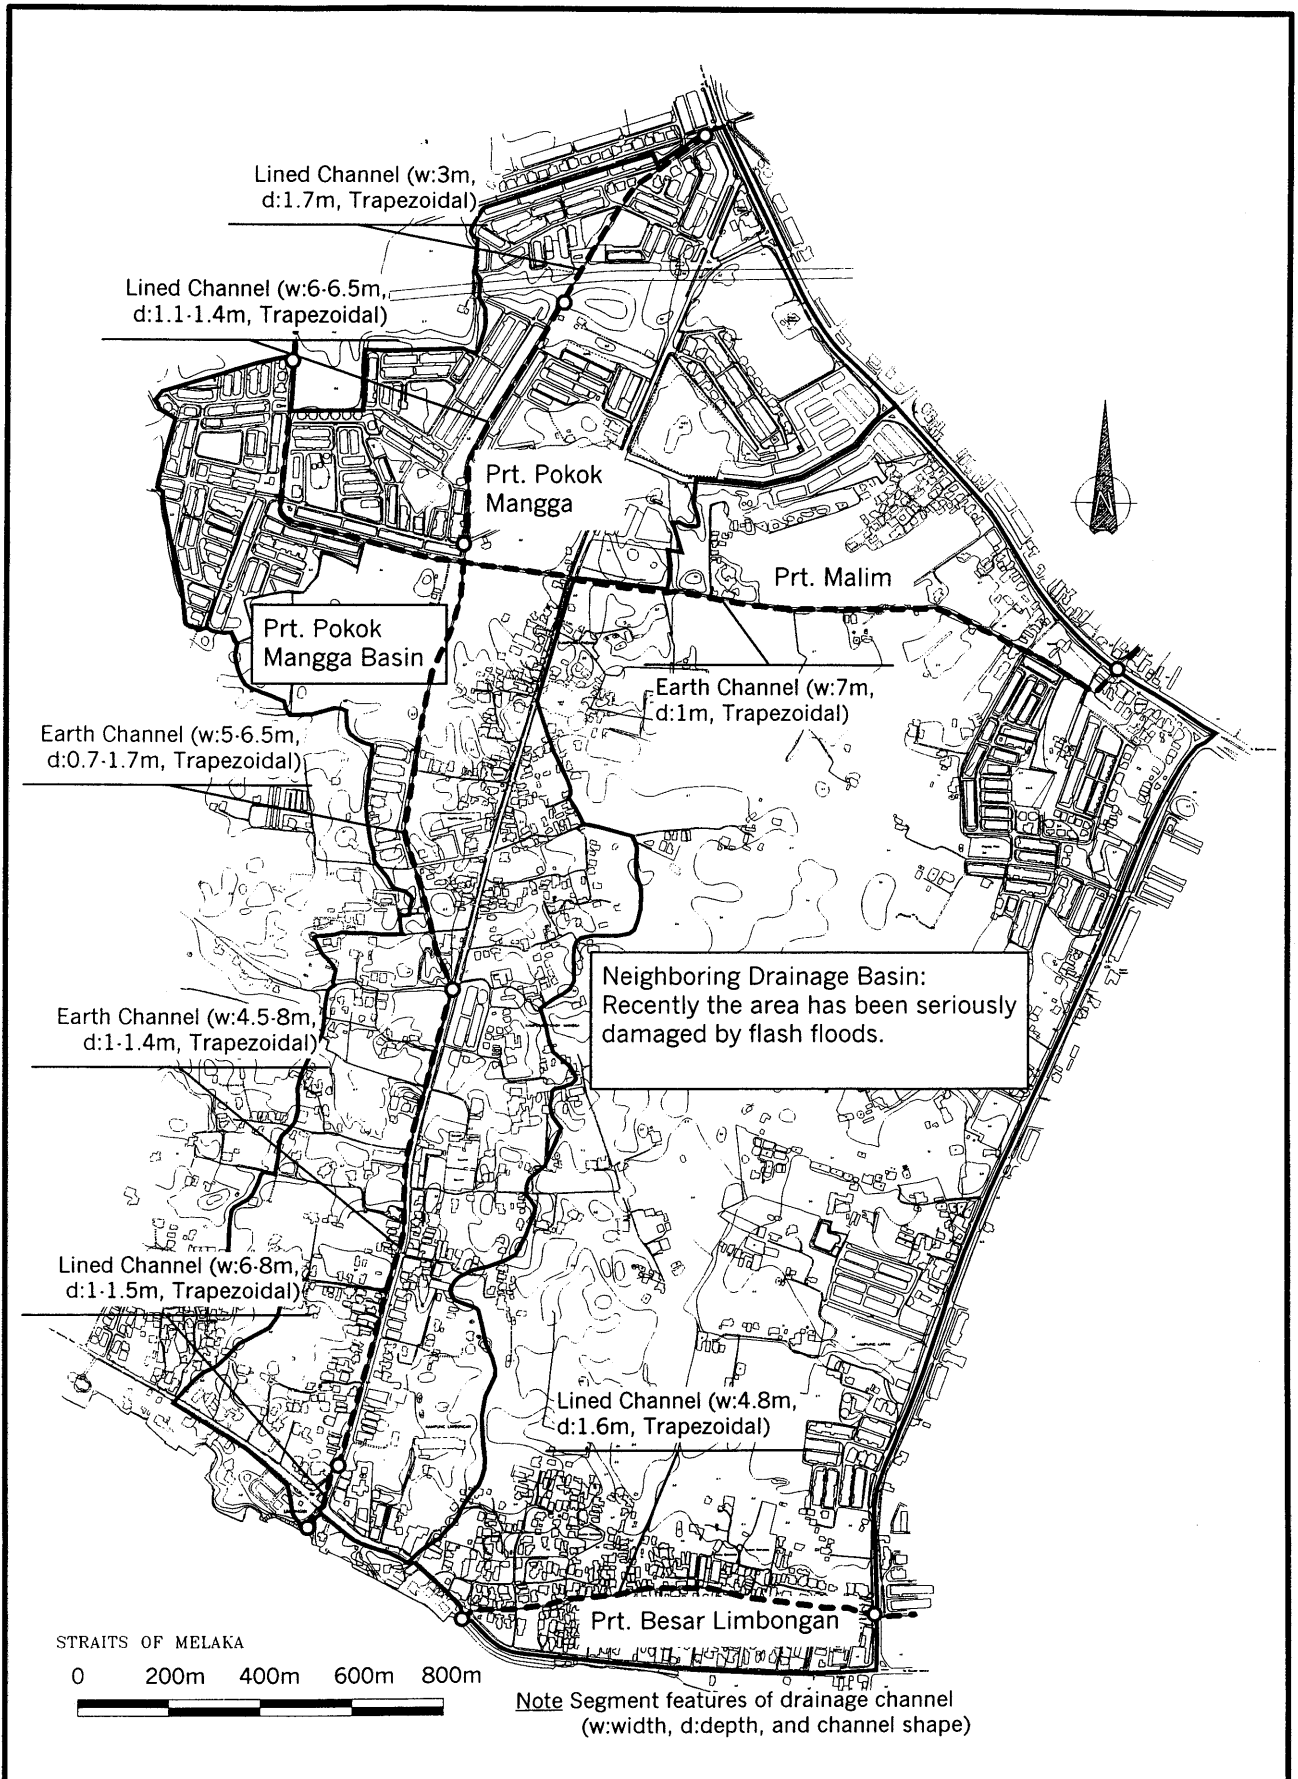 Lined Channel (w:3m,
d:1.7m, Trapezoidal)
Lined Channel (w:6-6.5m,
d:1.1-1.4m, Trapezoidal)
Prt. Pokok
Mangga
Prt. Malim
Prt. Pokok
Mangga Basin
Earth Channel (w:7m,
d:1m, Trapezoidal)
Earth Channel (w:5-6.5m,
d:0.7-1.7m, Trapezoidal)
Neighboring Drainage Basin:
Recently the area has been seriously
damaged by flash floods.
Earth Channel (w:4.5-8m,
d:1-1.4m, Trapezoidal)
Lined Channel (w:6-8m,
d:1-1.5m, Trapezoidal)
Lined Channel (w:4.8m,
d:1.6m, Trapezoidal)
Prt. Besar Limbongan
STRAITS OF MELAKA
0 200m 400m 600m 800m
Note Segment features of drainage channel
(w:width, d:depth, and channel shape)